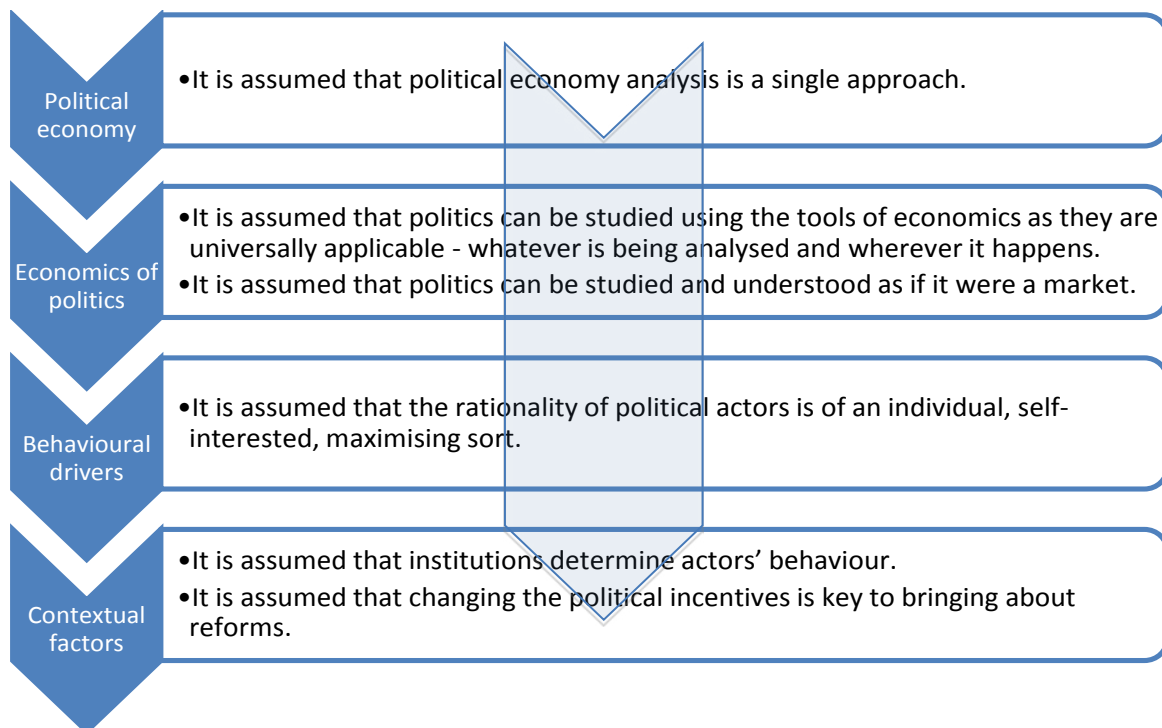 Political
economy
•It is assumed that political economy analysis is a single approach.
Economics of
politics
•It is assumed that politics can be studied using the tools of economics as they are
universally applicable - whatever is being analysed and wherever it happens.
•It is assumed that politics can be studied and understood as if it were a market.
Behavioural
drivers
•It is assumed that the rationality of political actors is of an individual, self-
interested, maximising sort.
Contextual
factors
•It is assumed that institutions determine actors’ behaviour.
•It is assumed that changing the political incentives is key to bringing about
reforms.